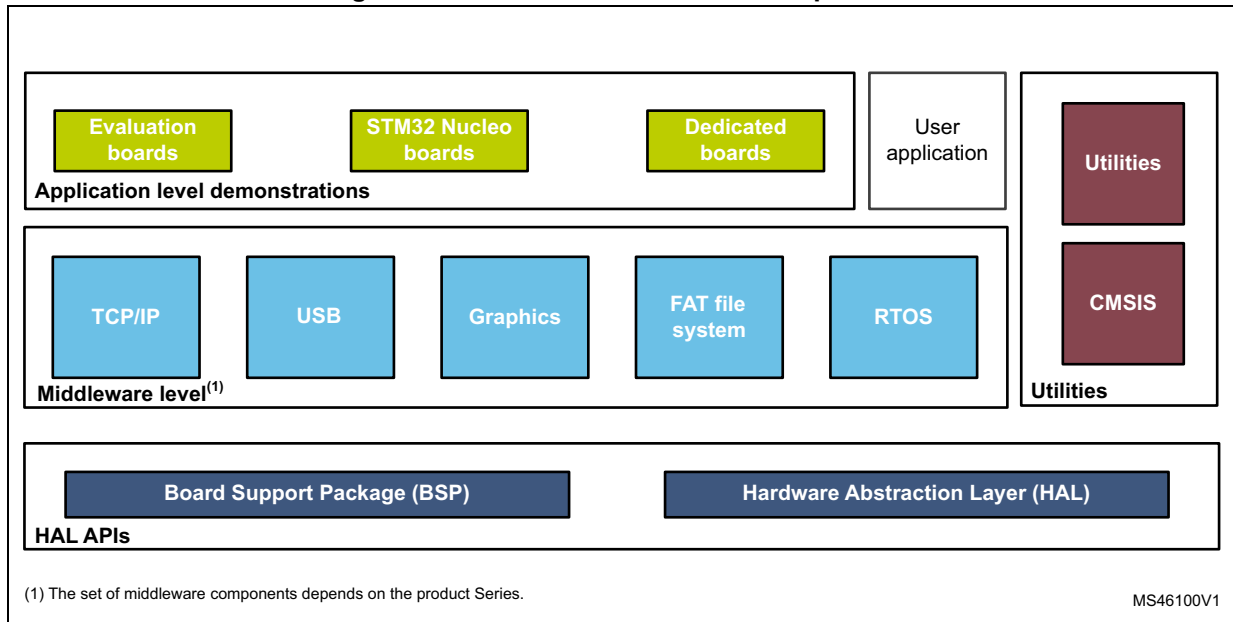 Evaluation
boards
STM32 Nucleo
boards
Dedicated
boards
Application level demonstrations
User
application
Utilities
CMSIS
Utilities
TCP/IP
USB
Graphics
FAT file
system
RTOS
Middleware level(1)
Board Support Package (BSP)
Hardware Abstraction Layer (HAL)
HAL APIs
(1) The set of middleware components depends on the product Series.
MS46100V1